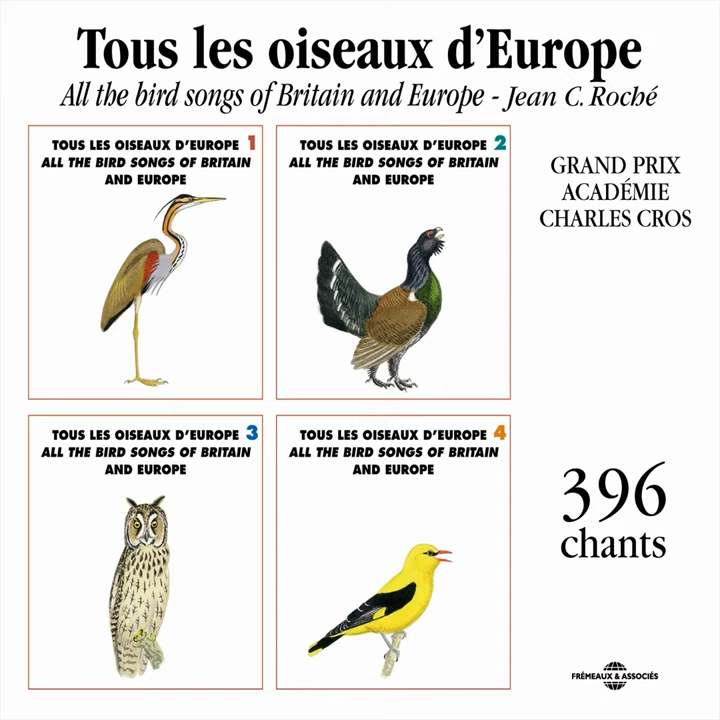 Tous les oiseaux d'Europe
All the bird songs of Britain and Europe - Jean C. Roché
TOUS LES OISEAUX D'EUROPE 1
ALL THE BIRD SONGS OF BRITAIN
AND EUROPE
TOUS LES OISEAUX D'EUROPE 2
ALL THE BIRD SONGS OF BRITAIN
AND EUROPE
GRAND PRIX
ACADÉMIE
CHARLES CROS
TOUS LES OISEAUX D'EUROPE 3
ALL THE BIRD SONGS OF BRITAIN
AND EUROPE
TOUS LES OISEAUX D'EUROPE 4
ALL THE BIRD SONGS OF BRITAIN
AND EUROPE
396
chants
FRÉMEAUX & ASSOCIÉS